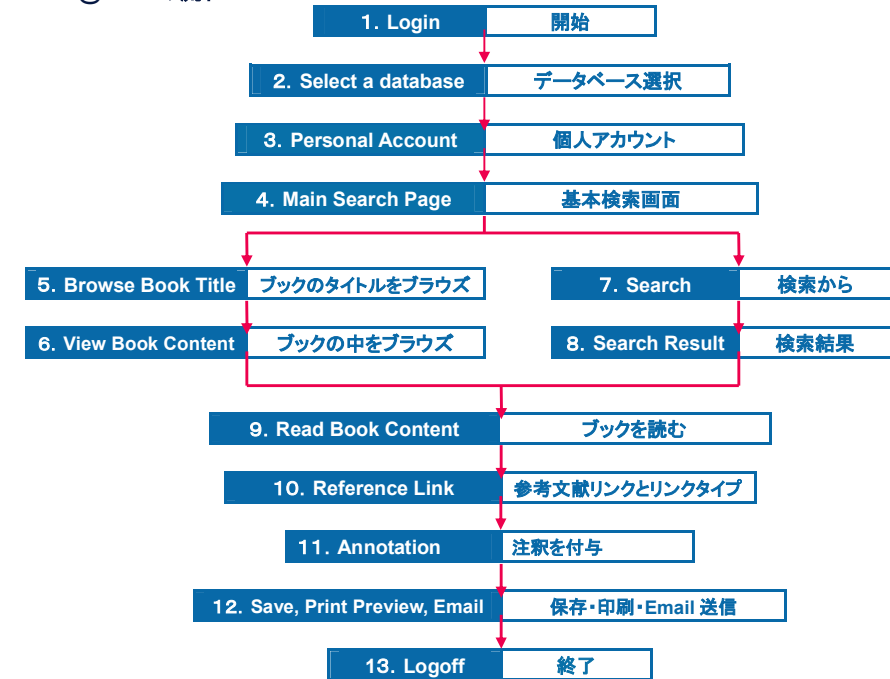 1. Login 開始
2. Select a database データベース選択
3. Personal Account 個人アカウント
4. Main Search Page 基本検索画面
5. Browse Book Title ブックのタイトルをブラウズ
7. Search 検索から
6. View Book Content ブックの中をブラウズ
8. Search Result 検索結果
9. Read Book Content ブックを読む
10. Reference Link 参考文献リンクとリンクタイプ
11. Annotation 注釈を付与
12. Save, Print Preview, Email 保存・印刷・Email 送信
13. Logoff 終了